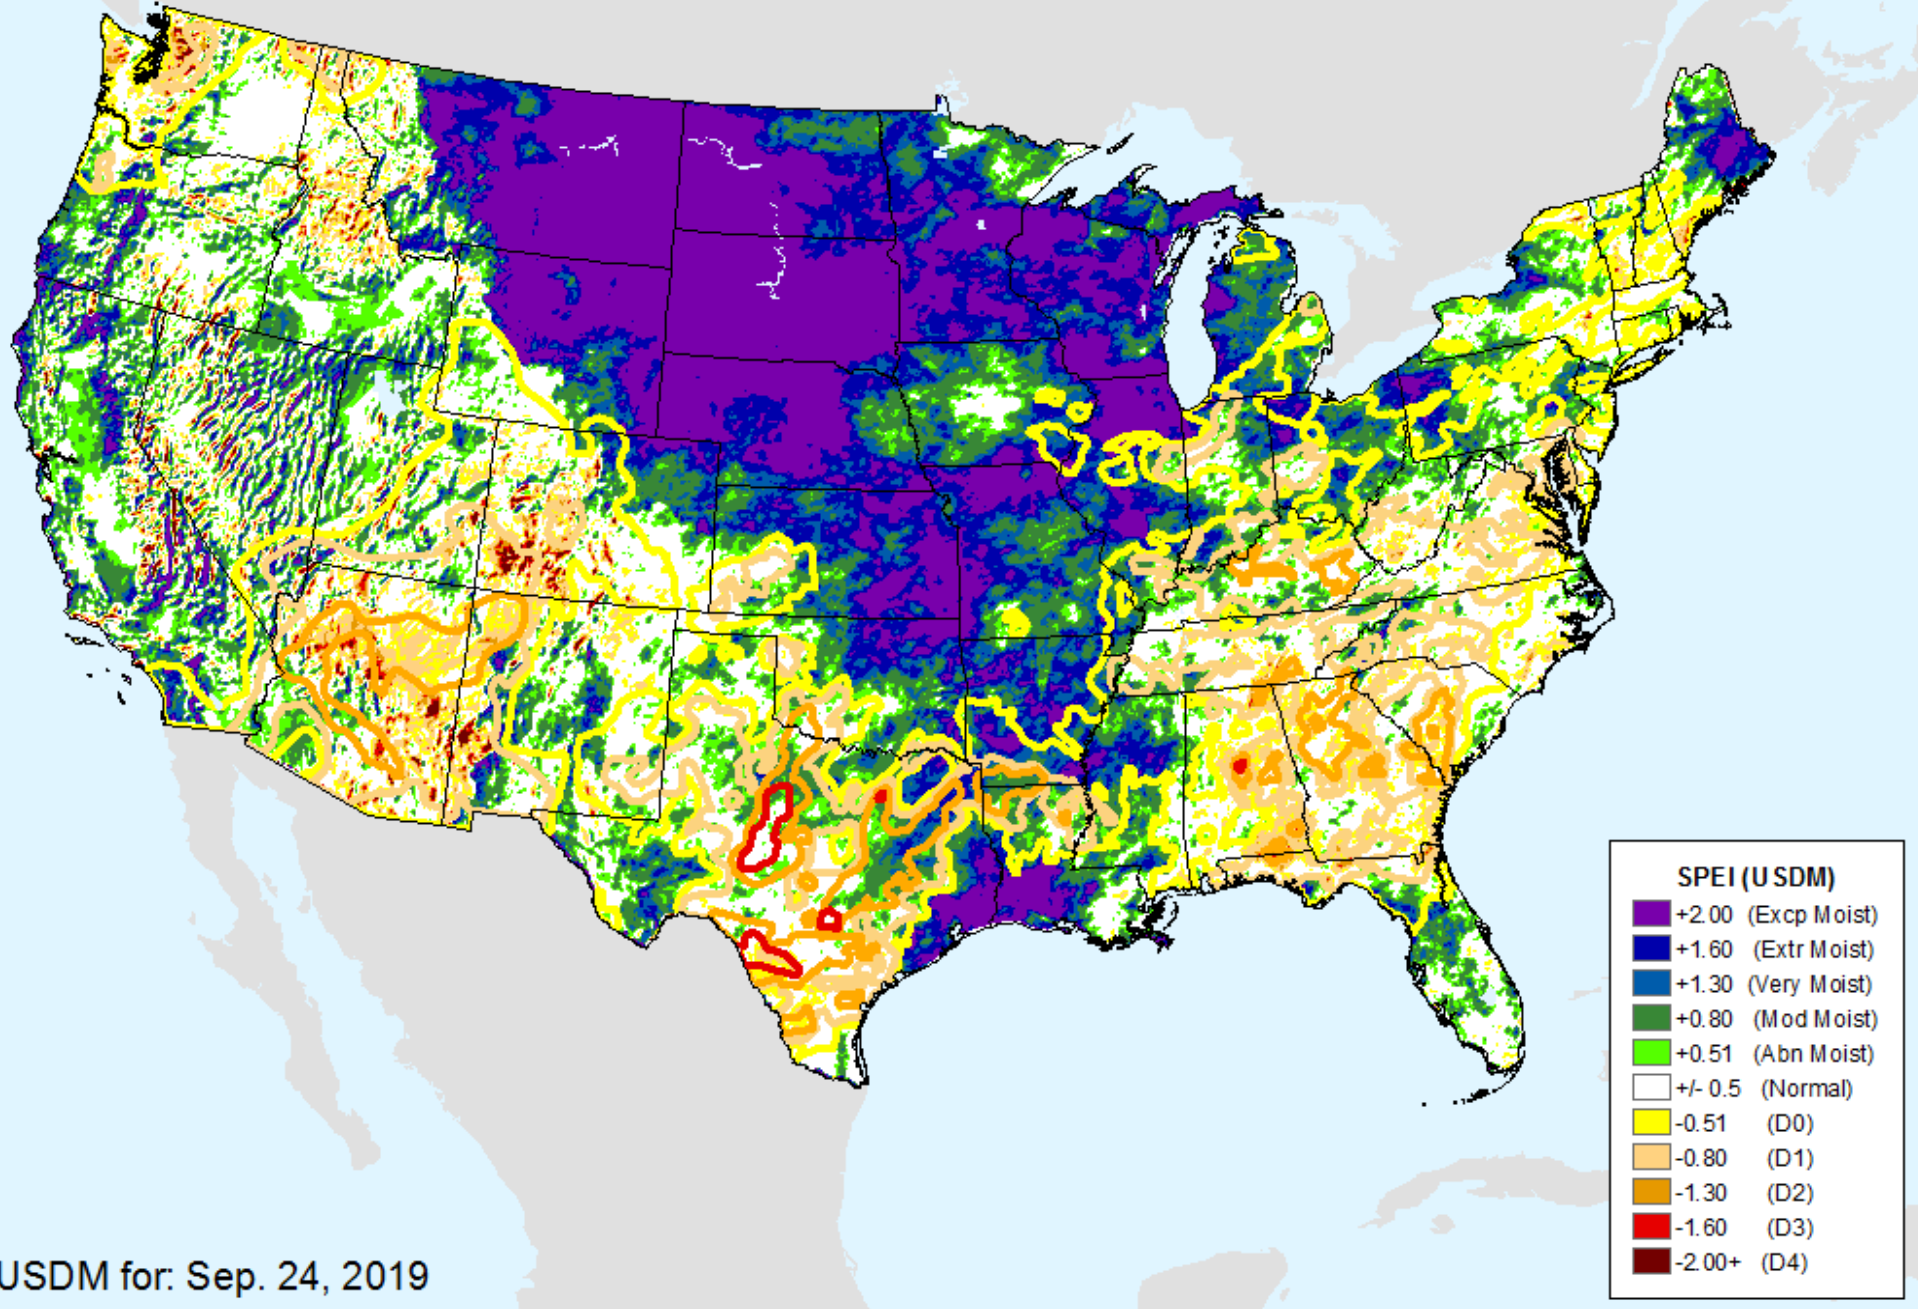 SPEI (USDM)
+2.00 (Excp Moist)
+1.60 (Extr Moist)
+1.30 (Very Moist)
+0.80 (Mod Moist)
+0.51 (Abn Moist)
+/- 0.5 (Normal)
-0.51 (D0)
-0.80 (D1)
-1.30 (D2)
-1.60 (D3)
-2.00+ (D4)
USDM for: Sep. 24, 2019